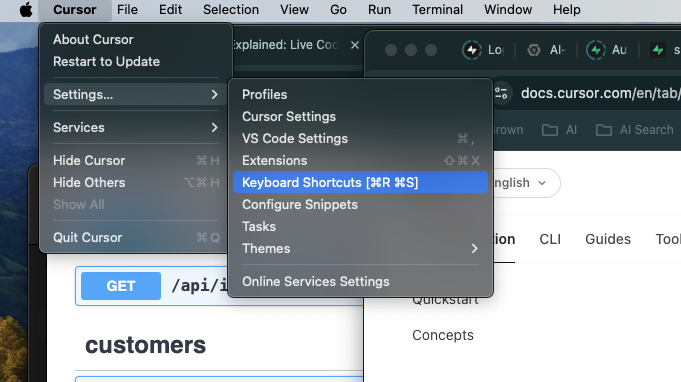 Cursor File Edit Selection View Go Run Terminal Window Help
About Cursor
Restart to Update
Settings...
Services
Hide Cursor ⌘H
Hide Others ⌥⌘H
Show All
Quit Cursor ⌘Q
Profiles
Cursor Settings
VS Code Settings ⌘,
Extensions ⇧⌘X
Keyboard Shortcuts [⌘R ⌘S]
Configure Snippets
Tasks
Themes
Online Services Settings
Explained: Live Cod
Lo AI- Au s
docs.cursor.com/en/tab/
rown AI AI Search
nglish
tion CLI Guides Tool
Quickstart
Concepts
GET /api/i
customers